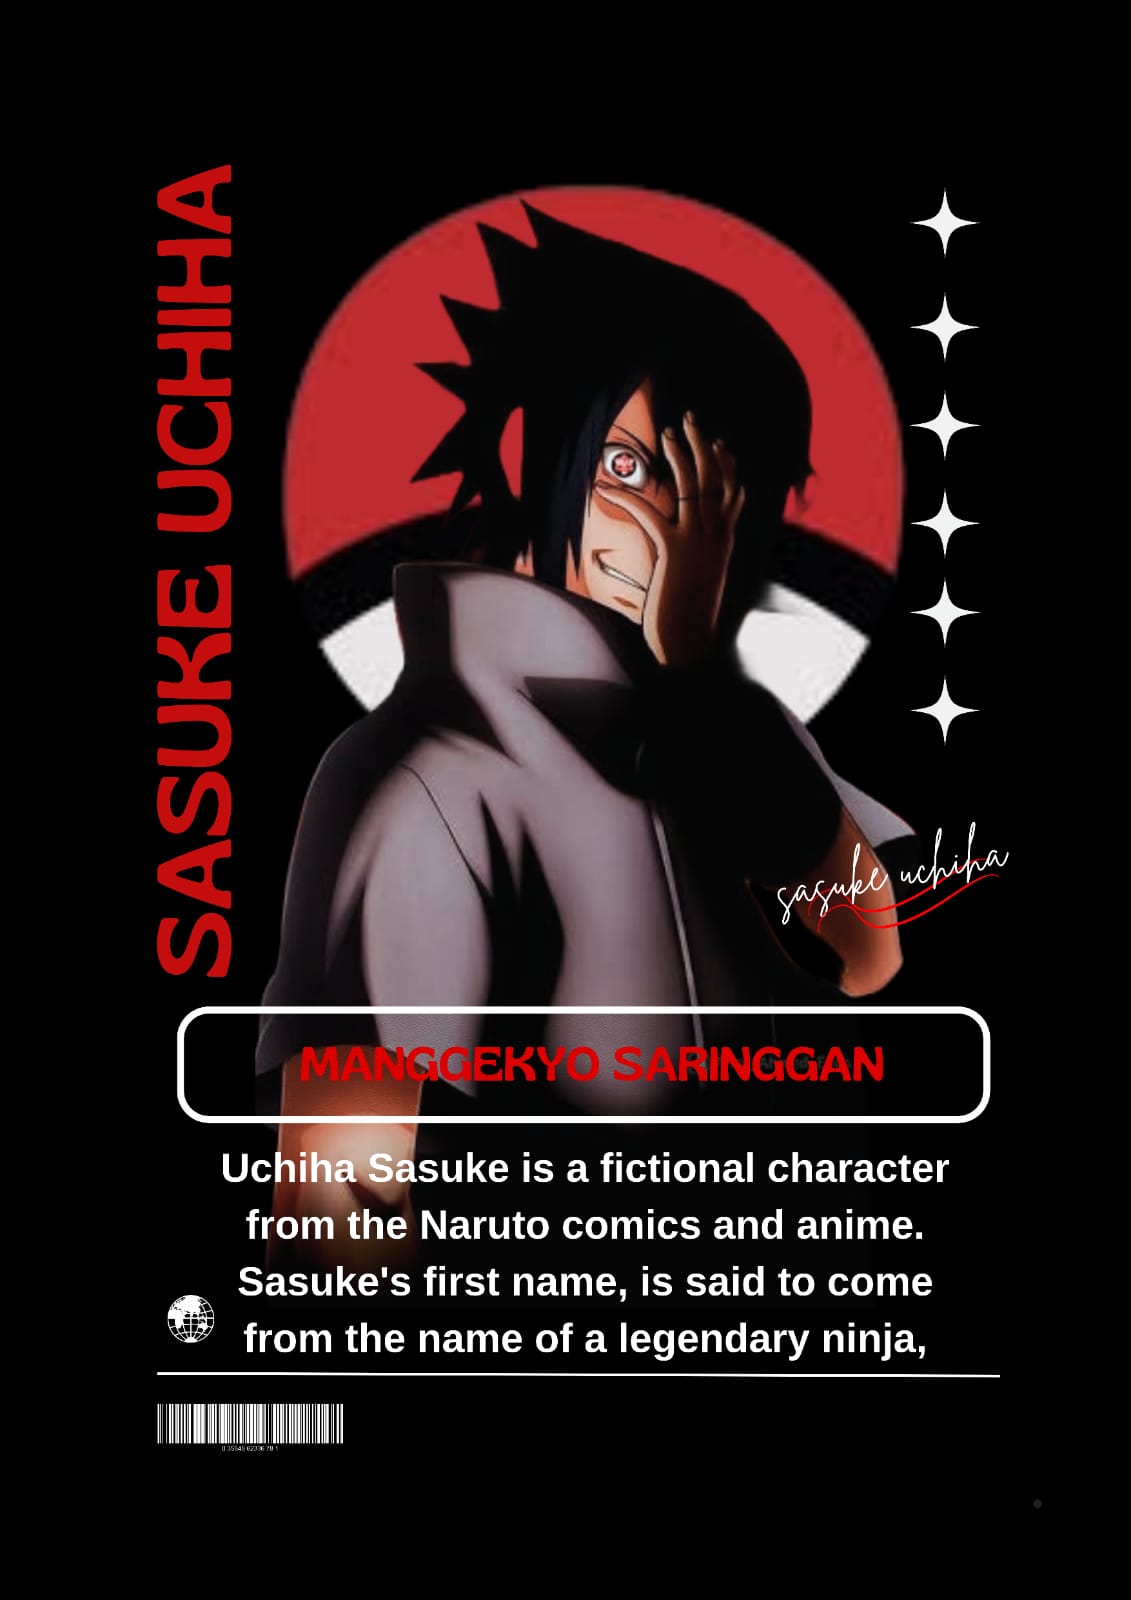 SASUKE UCHIHA
sasuke uchiha
MANGGEKYO SARINGGAN
Uchiha Sasuke is a fictional character
from the Naruto comics and anime.
Sasuke's first name, is said to come
from the name of a legendary ninja,